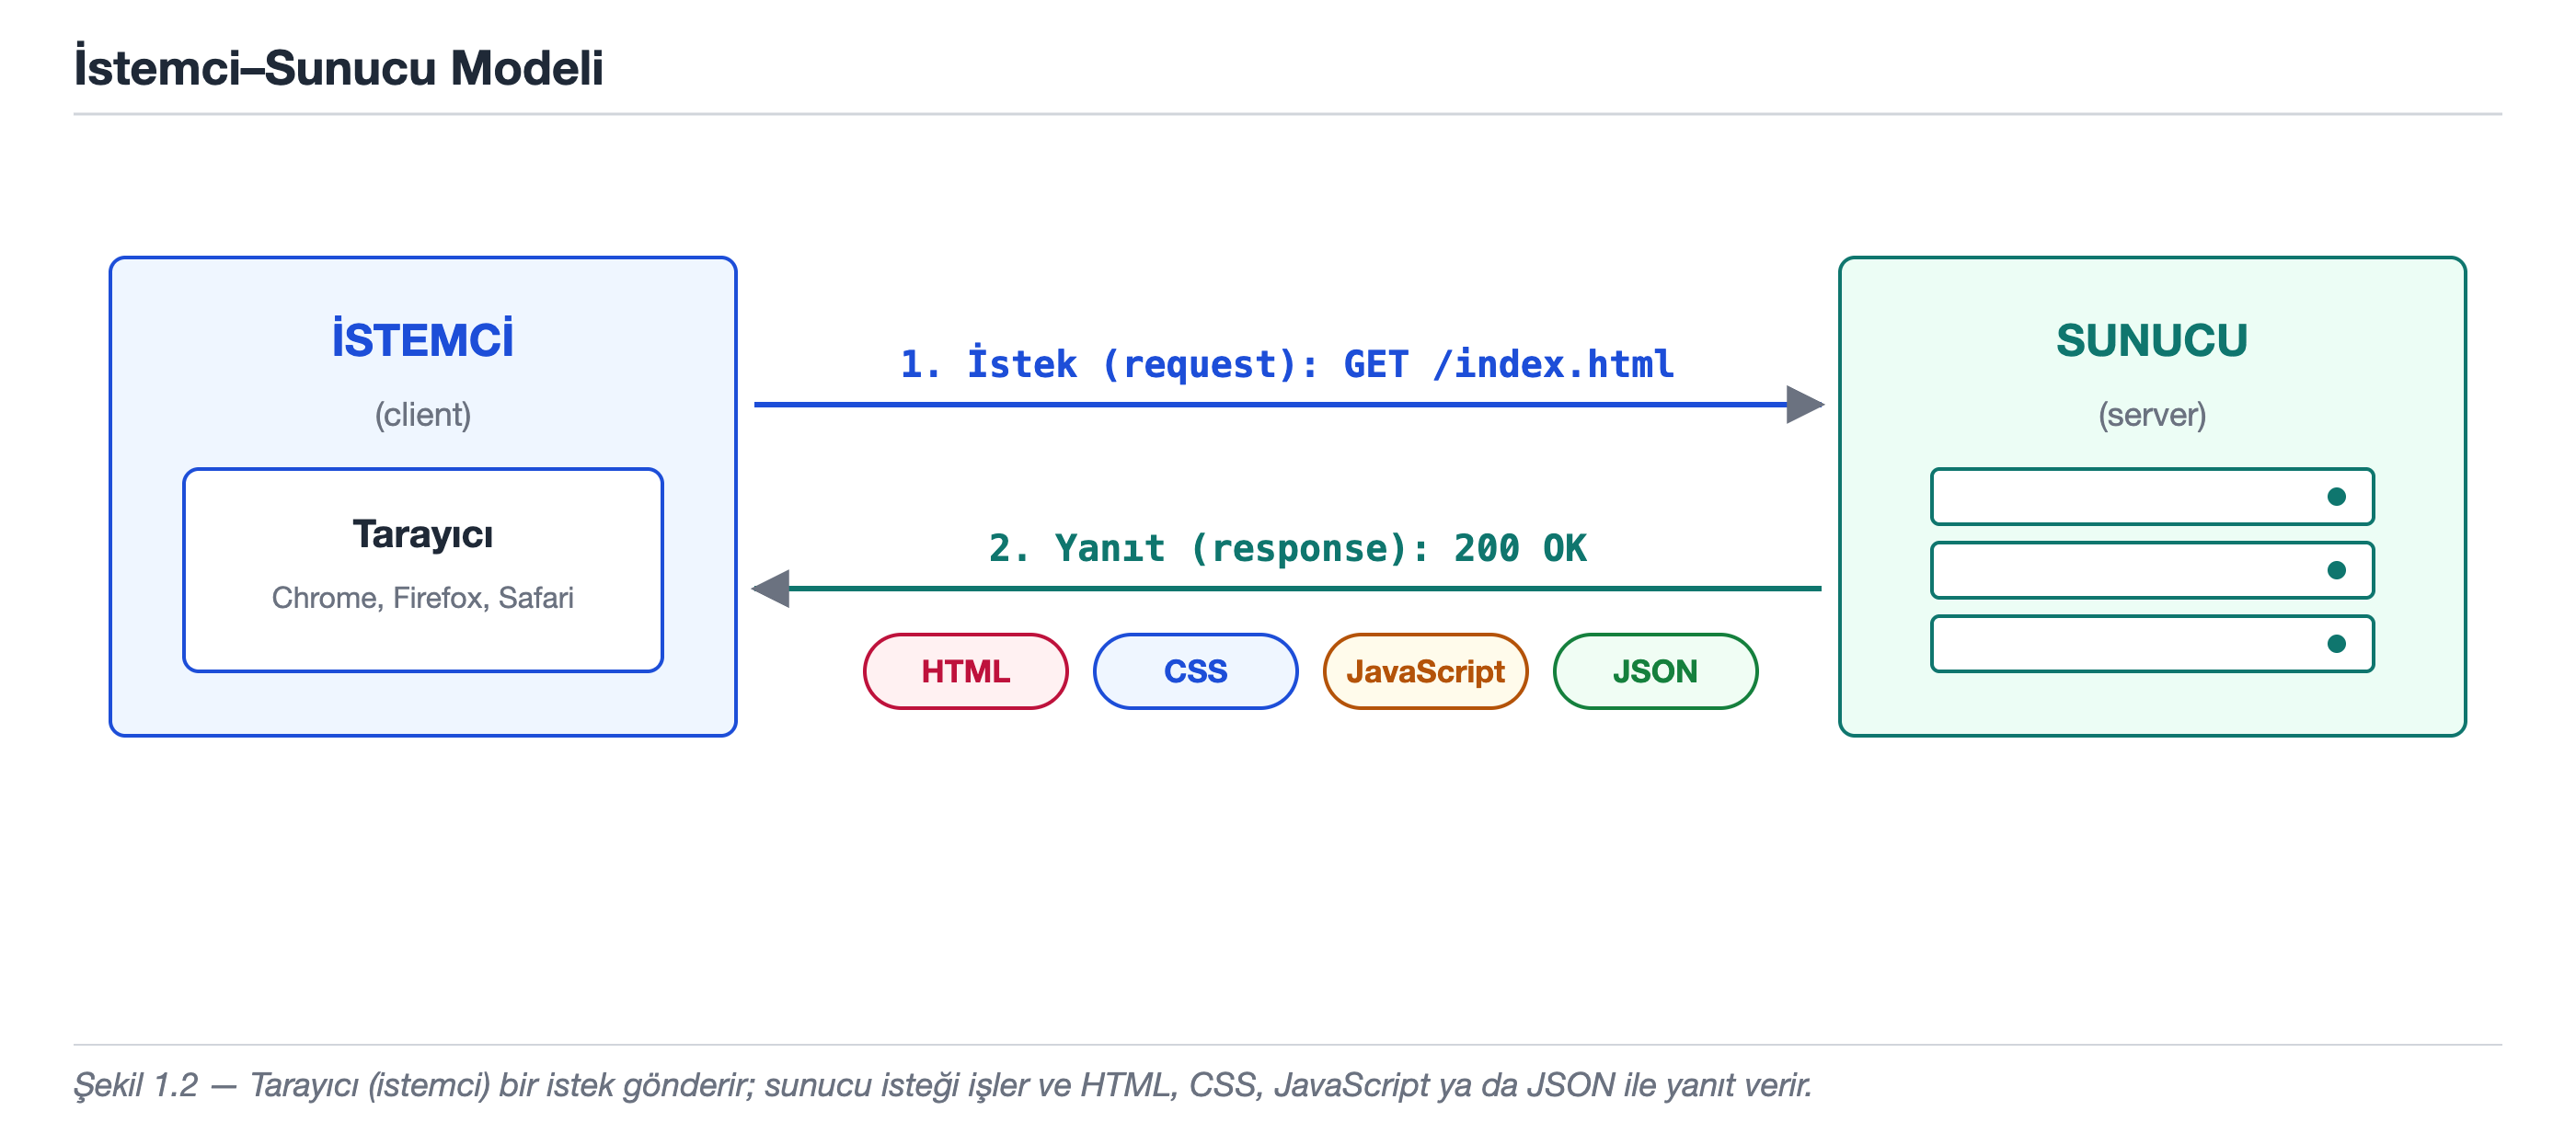 İstemci–Sunucu Modeli
İSTEMCİ
(client)
Tarayıcı
Chrome, Firefox, Safari
1. İstek (request): GET /index.html
2. Yanıt (response): 200 OK
HTML
CSS
JavaScript
JSON
SUNUCU
(server)
Şekil 1.2 — Tarayıcı (istemci) bir istek gönderir; sunucu isteği işler ve HTML, CSS, JavaScript ya da JSON ile yanıt verir.